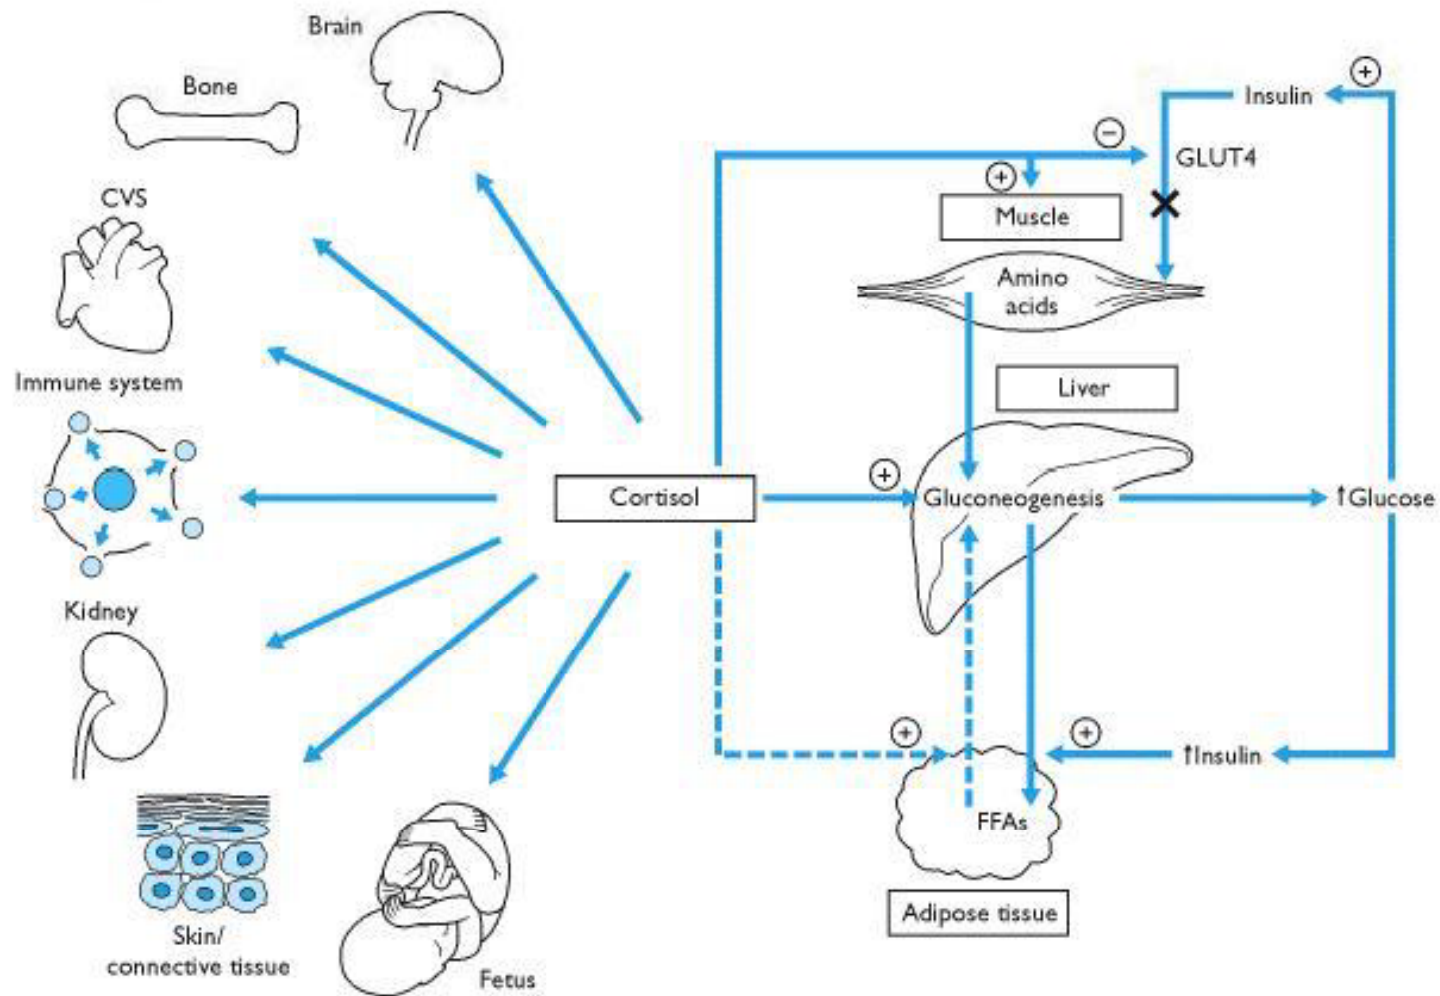 Brain
Bone
CVS
Immune system
Kidney
Skin/
connective tissue
Fetus
Cortisol
+
Insulin
−
GLUT4
+
Muscle
Amino
acids
Liver
+
Gluconeogenesis
↑Glucose
+
+
↑Insulin
FFAs
Adipose tissue